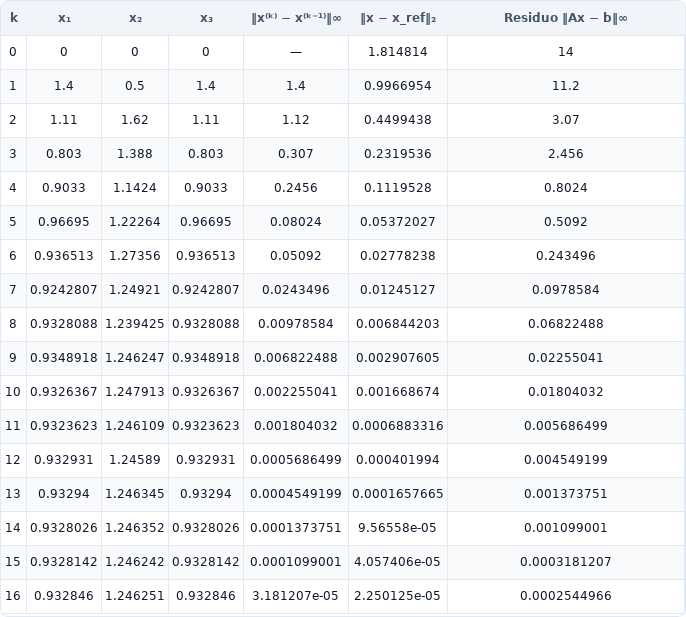 k x₁ x₂ x₃ ‖x⁽ᵏ⁾ − x⁽ᵏ⁻¹⁾‖∞ ‖x − x_ref‖₂ Residuo ‖Ax − b‖∞
0 0 0 0 — 1.814814 14
1 1.4 0.5 1.4 1.4 0.9966954 11.2
2 1.11 1.62 1.11 1.12 0.4499438 3.07
3 0.803 1.388 0.803 0.307 0.2319536 2.456
4 0.9033 1.1424 0.9033 0.2456 0.1119528 0.8024
5 0.96695 1.22264 0.96695 0.08024 0.05372027 0.5092
6 0.936513 1.27356 0.936513 0.05092 0.02778238 0.243496
7 0.9242807 1.24921 0.9242807 0.0243496 0.01245127 0.0978584
8 0.9328088 1.239425 0.9328088 0.00978584 0.006844203 0.06822488
9 0.9348918 1.246247 0.9348918 0.006822488 0.002907605 0.02255041
10 0.9326367 1.247913 0.9326367 0.002255041 0.001668674 0.01804032
11 0.9323623 1.246109 0.9323623 0.001804032 0.0006883316 0.005686499
12 0.932931 1.24589 0.932931 0.0005686499 0.000401994 0.004549199
13 0.93294 1.246345 0.93294 0.0004549199 0.0001657665 0.001373751
14 0.9328026 1.246352 0.9328026 0.0001373751 9.56558e-05 0.001099001
15 0.9328142 1.246242 0.9328142 0.0001099001 4.057406e-05 0.0003181207
16 0.932846 1.246251 0.932846 3.181207e-05 2.250125e-05 0.0002544966